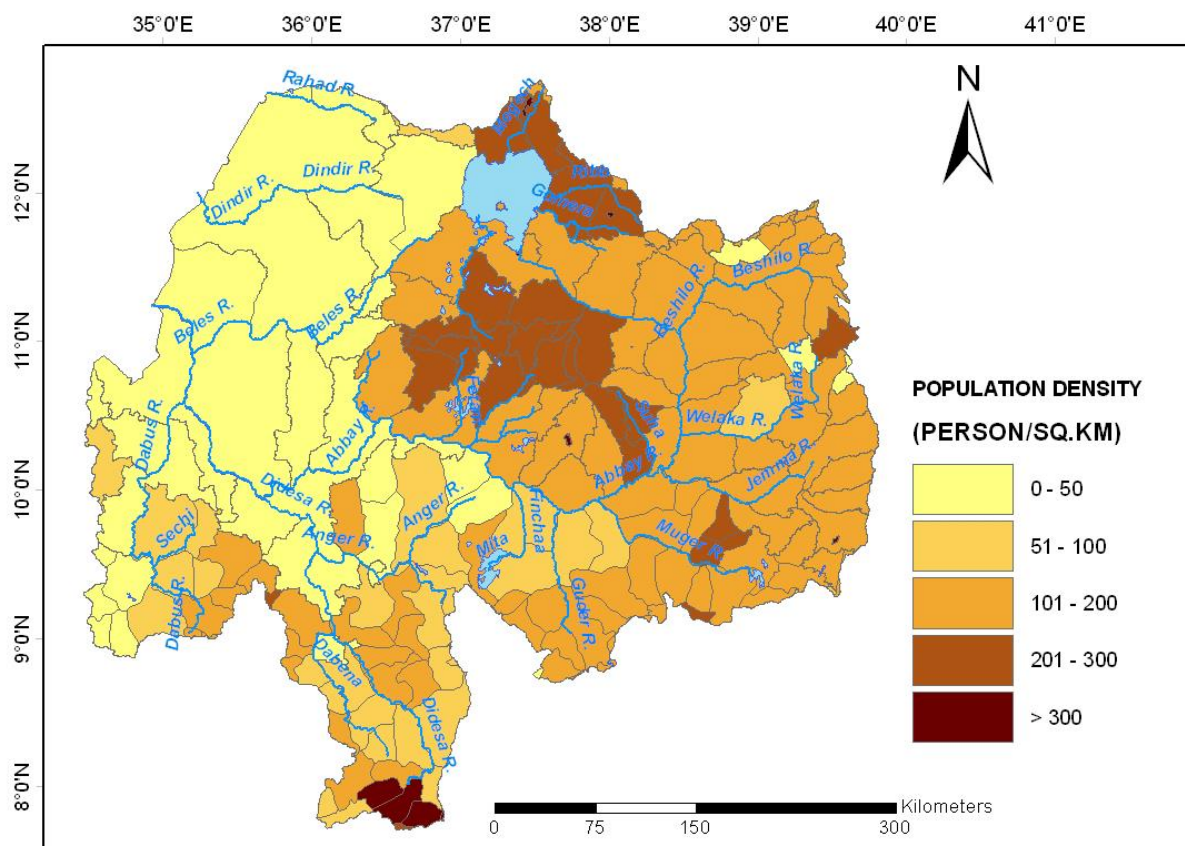 35°0'E 36°0'E 37°0'E 38°0'E 39°0'E 40°0'E 41°0'E
N
Rahad R.
12°0'N
Dindir R.
Dindir R.
Gumara
Beshilo R.
Beshilo R.
11°0'N
Beles R.
Beles R.
Welaka R.
Welaka R.
POPULATION DENSITY
(PERSON/SQ.KM)
0 - 50
51 - 100
101 - 200
201 - 300
> 300
10°0'N
Dabus R.
Abbay R.
Abbay R.
Jemma R.
Didesa R.
Anger R.
Anger R.
Finchaa
Sechi
Mita
Muger R.
9°0'N
Dabus R.
Guder R.
Dabena
Didesa R.
8°0'N
Kilometers
0 75 150 300